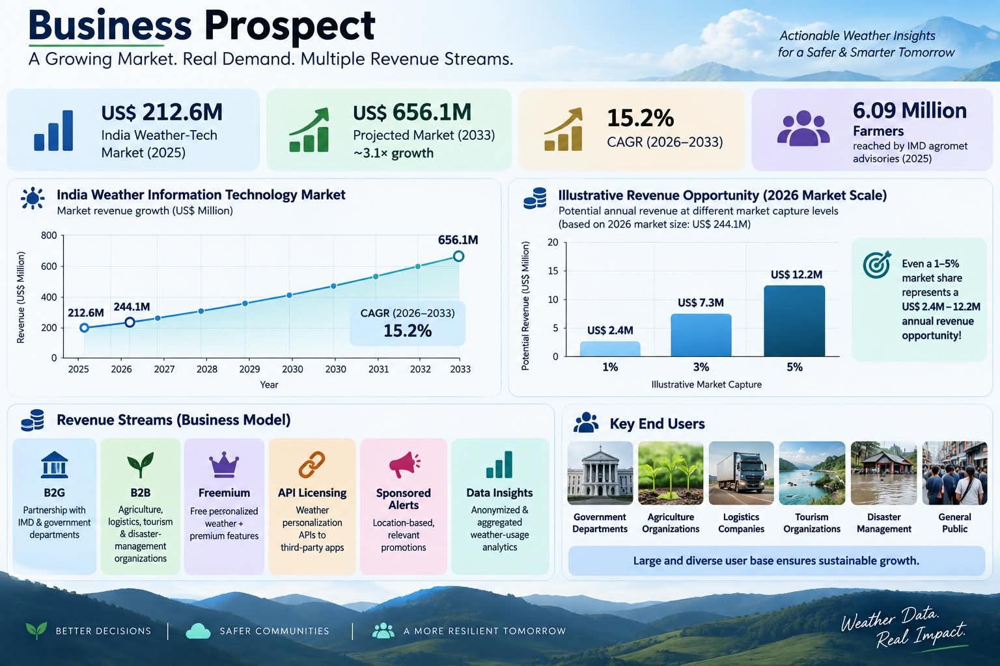 Business Prospect
A Growing Market. Real Demand. Multiple Revenue Streams.
Actionable Weather Insights
for a Safer & Smarter Tomorrow
US$ 212.6M
India Weather-Tech
Market (2025)
US$ 656.1M
Projected Market (2033)
~3.1× growth
15.2%
CAGR (2026–2033)
6.09 Million
Farmers
reached by IMD agromet
advisories (2025)
India Weather Information Technology Market
Market revenue growth (US$ Million)
Revenue (US$ Million)
800
600
400
200
0
212.6M
244.1M
656.1M
CAGR (2026–2033)
15.2%
2025 2026 2027 2028 2029 2030 2030 2031 2032 2033
Year
Illustrative Revenue Opportunity (2026 Market Scale)
Potential annual revenue at different market capture levels
(based on 2026 market size: US$ 244.1M)
Potential Revenue (US$ Million)
20
15
10
5
0
US$ 2.4M
US$ 7.3M
US$ 12.2M
1% 3% 5%
Illustrative Market Capture
Even a 1–5%
market share
represents a
US$ 2.4M – 12.2M
annual revenue
opportunity!
Revenue Streams (Business Model)
B2G
Partnership with
IMD & government
departments
B2B
Agriculture,
logistics, tourism
& disaster-
management
organizations
Freemium
Free personalized
weather +
premium features
API Licensing
Weather
personalization
APIs to
third-party apps
Sponsored
Alerts
Location-based,
relevant
promotions
Data Insights
Anonymized &
aggregated
weather-usage
analytics
Key End Users
Government
Departments
Agriculture
Organizations
Logistics
Companies
Tourism
Organizations
Disaster
Management
General
Public
Large and diverse user base ensures sustainable growth.
BETTER DECISIONS
SAFER COMMUNITIES
A MORE RESILIENT TOMORROW
Weather Data.
Real Impact.